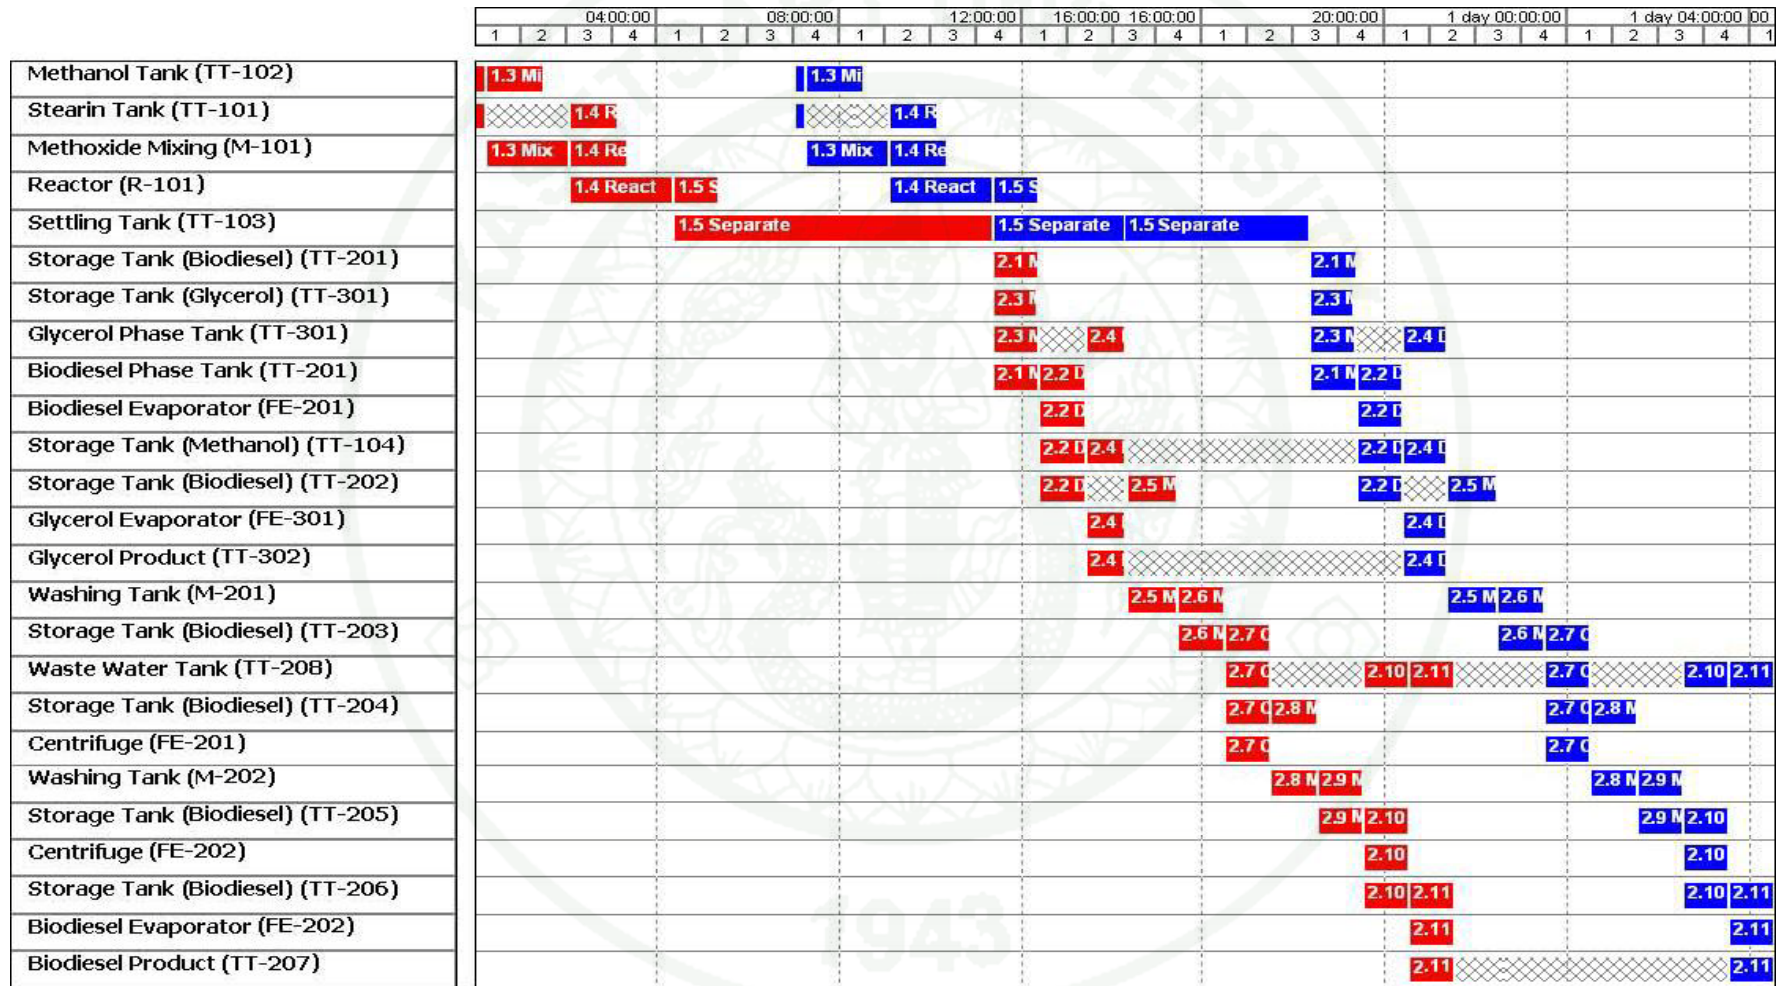 04:00:00 08:00:00 12:00:00 16:00:00 16:00:00 20:00:00 1 day 00:00:00 1 day 04:00:00 00
1 2 3 4 1 2 3 4 1 2 3 4 1 2 3 4 1 2 3 4 1 2 3 4 1 2 3 4 1
Methanol Tank (TT-102) 1.3 Mi 1.3 Mi
Stearin Tank (TT-101) 1.4 R 1.4 R
Methoxide Mixing (M-101) 1.3 Mix 1.4 Re 1.3 Mix 1.4 Re
Reactor (R-101) 1.4 React 1.5 S 1.4 React 1.5 S
Settling Tank (TT-103) 1.5 Separate 1.5 Separate 1.5 Separate
Storage Tank (Biodiesel) (TT-201) 2.1 M 2.1 M
Storage Tank (Glycerol) (TT-301) 2.3 2.3 M
Glycerol Phase Tank (TT-301) 2.3 M 2.4 2.3 M 2.4 D
Biodiesel Phase Tank (TT-201) 2.1 M 2.2 D 2.1 M 2.2 D
Biodiesel Evaporator (FE-201) 2.2 D 2.2 D
Storage Tank (Methanol) (TT-104) 2.2 D 2.4 2.2 D 2.4 D
Storage Tank (Biodiesel) (TT-202) 2.2 D 2.5 M 2.2 D 2.5 M
Glycerol Evaporator (FE-301) 2.4 2.4 D
Glycerol Product (TT-302) 2.4 2.4 D
Washing Tank (M-201) 2.5 M 2.6 M 2.5 M 2.6 M
Storage Tank (Biodiesel) (TT-203) 2.6 M 2.7 C 2.6 M 2.7 C
Waste Water Tank (TT-208) 2.7 C 2.10 2.11 2.7 C 2.10 2.11
Storage Tank (Biodiesel) (TT-204) 2.7 C 2.8 M 2.7 C 2.8 M
Centrifuge (FE-201) 2.7 C 2.7 C
Washing Tank (M-202) 2.8 M 2.9 M 2.8 M 2.9 M
Storage Tank (Biodiesel) (TT-205) 2.9 M 2.10 2.9 M 2.10
Centrifuge (FE-202) 2.10 2.10
Storage Tank (Biodiesel) (TT-206) 2.10 2.11 2.10 2.11
Biodiesel Evaporator (FE-202) 2.11 2.11
Biodiesel Product (TT-207) 2.11 2.11
1943